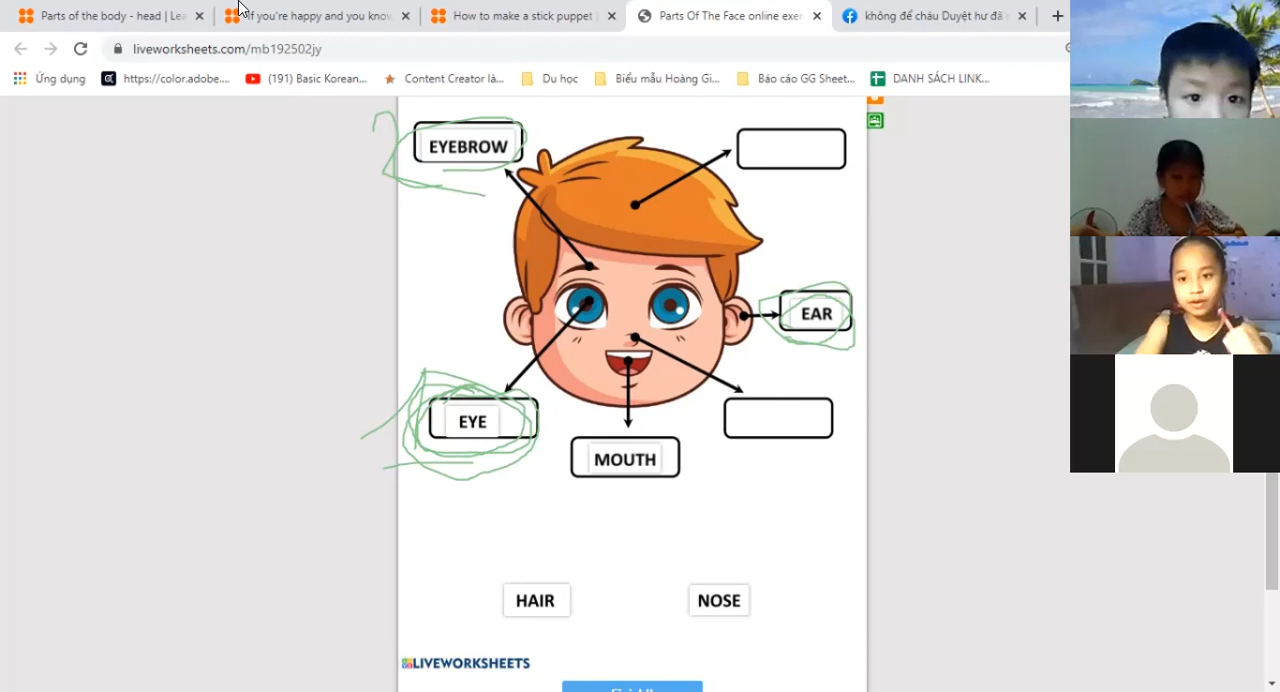 Parts of the body - head | Lea
If you're happy and you know
How to make a stick puppet |
Parts Of The Face online exer
không để cháu Duyệt hư đã
liveworksheets.com/mb192502jy
Ứng dụng
https://color.adobe....
(191) Basic Korean...
Content Creator là...
Du học
Biểu mẫu Hoàng Gi...
Báo cáo GG Sheet...
DANH SÁCH LINK...
EYEBROW
EAR
EYE
MOUTH
HAIR NOSE
LIVEWORKSHEETS